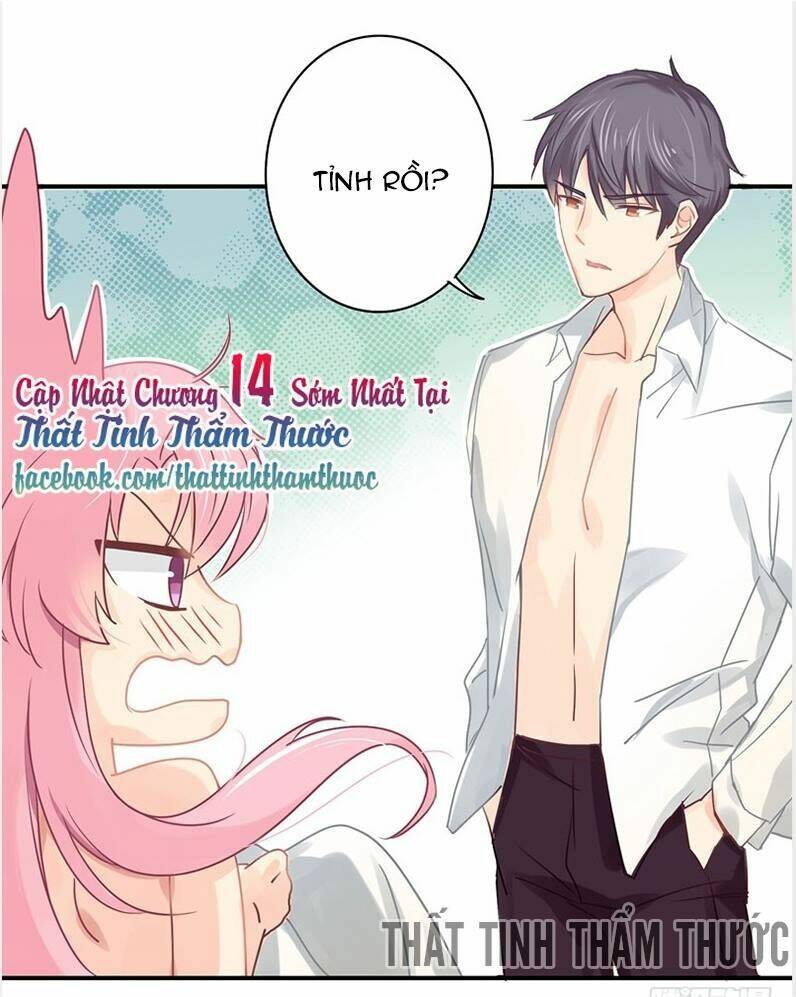 TỈNH RỒI?
Cập Nhật Chương 14 Sớm Nhất Tại
Thất Tinh Thẩm Thước
facebook.com/thattinhthamthuoc
THẤT TINH THẨM THƯỚC